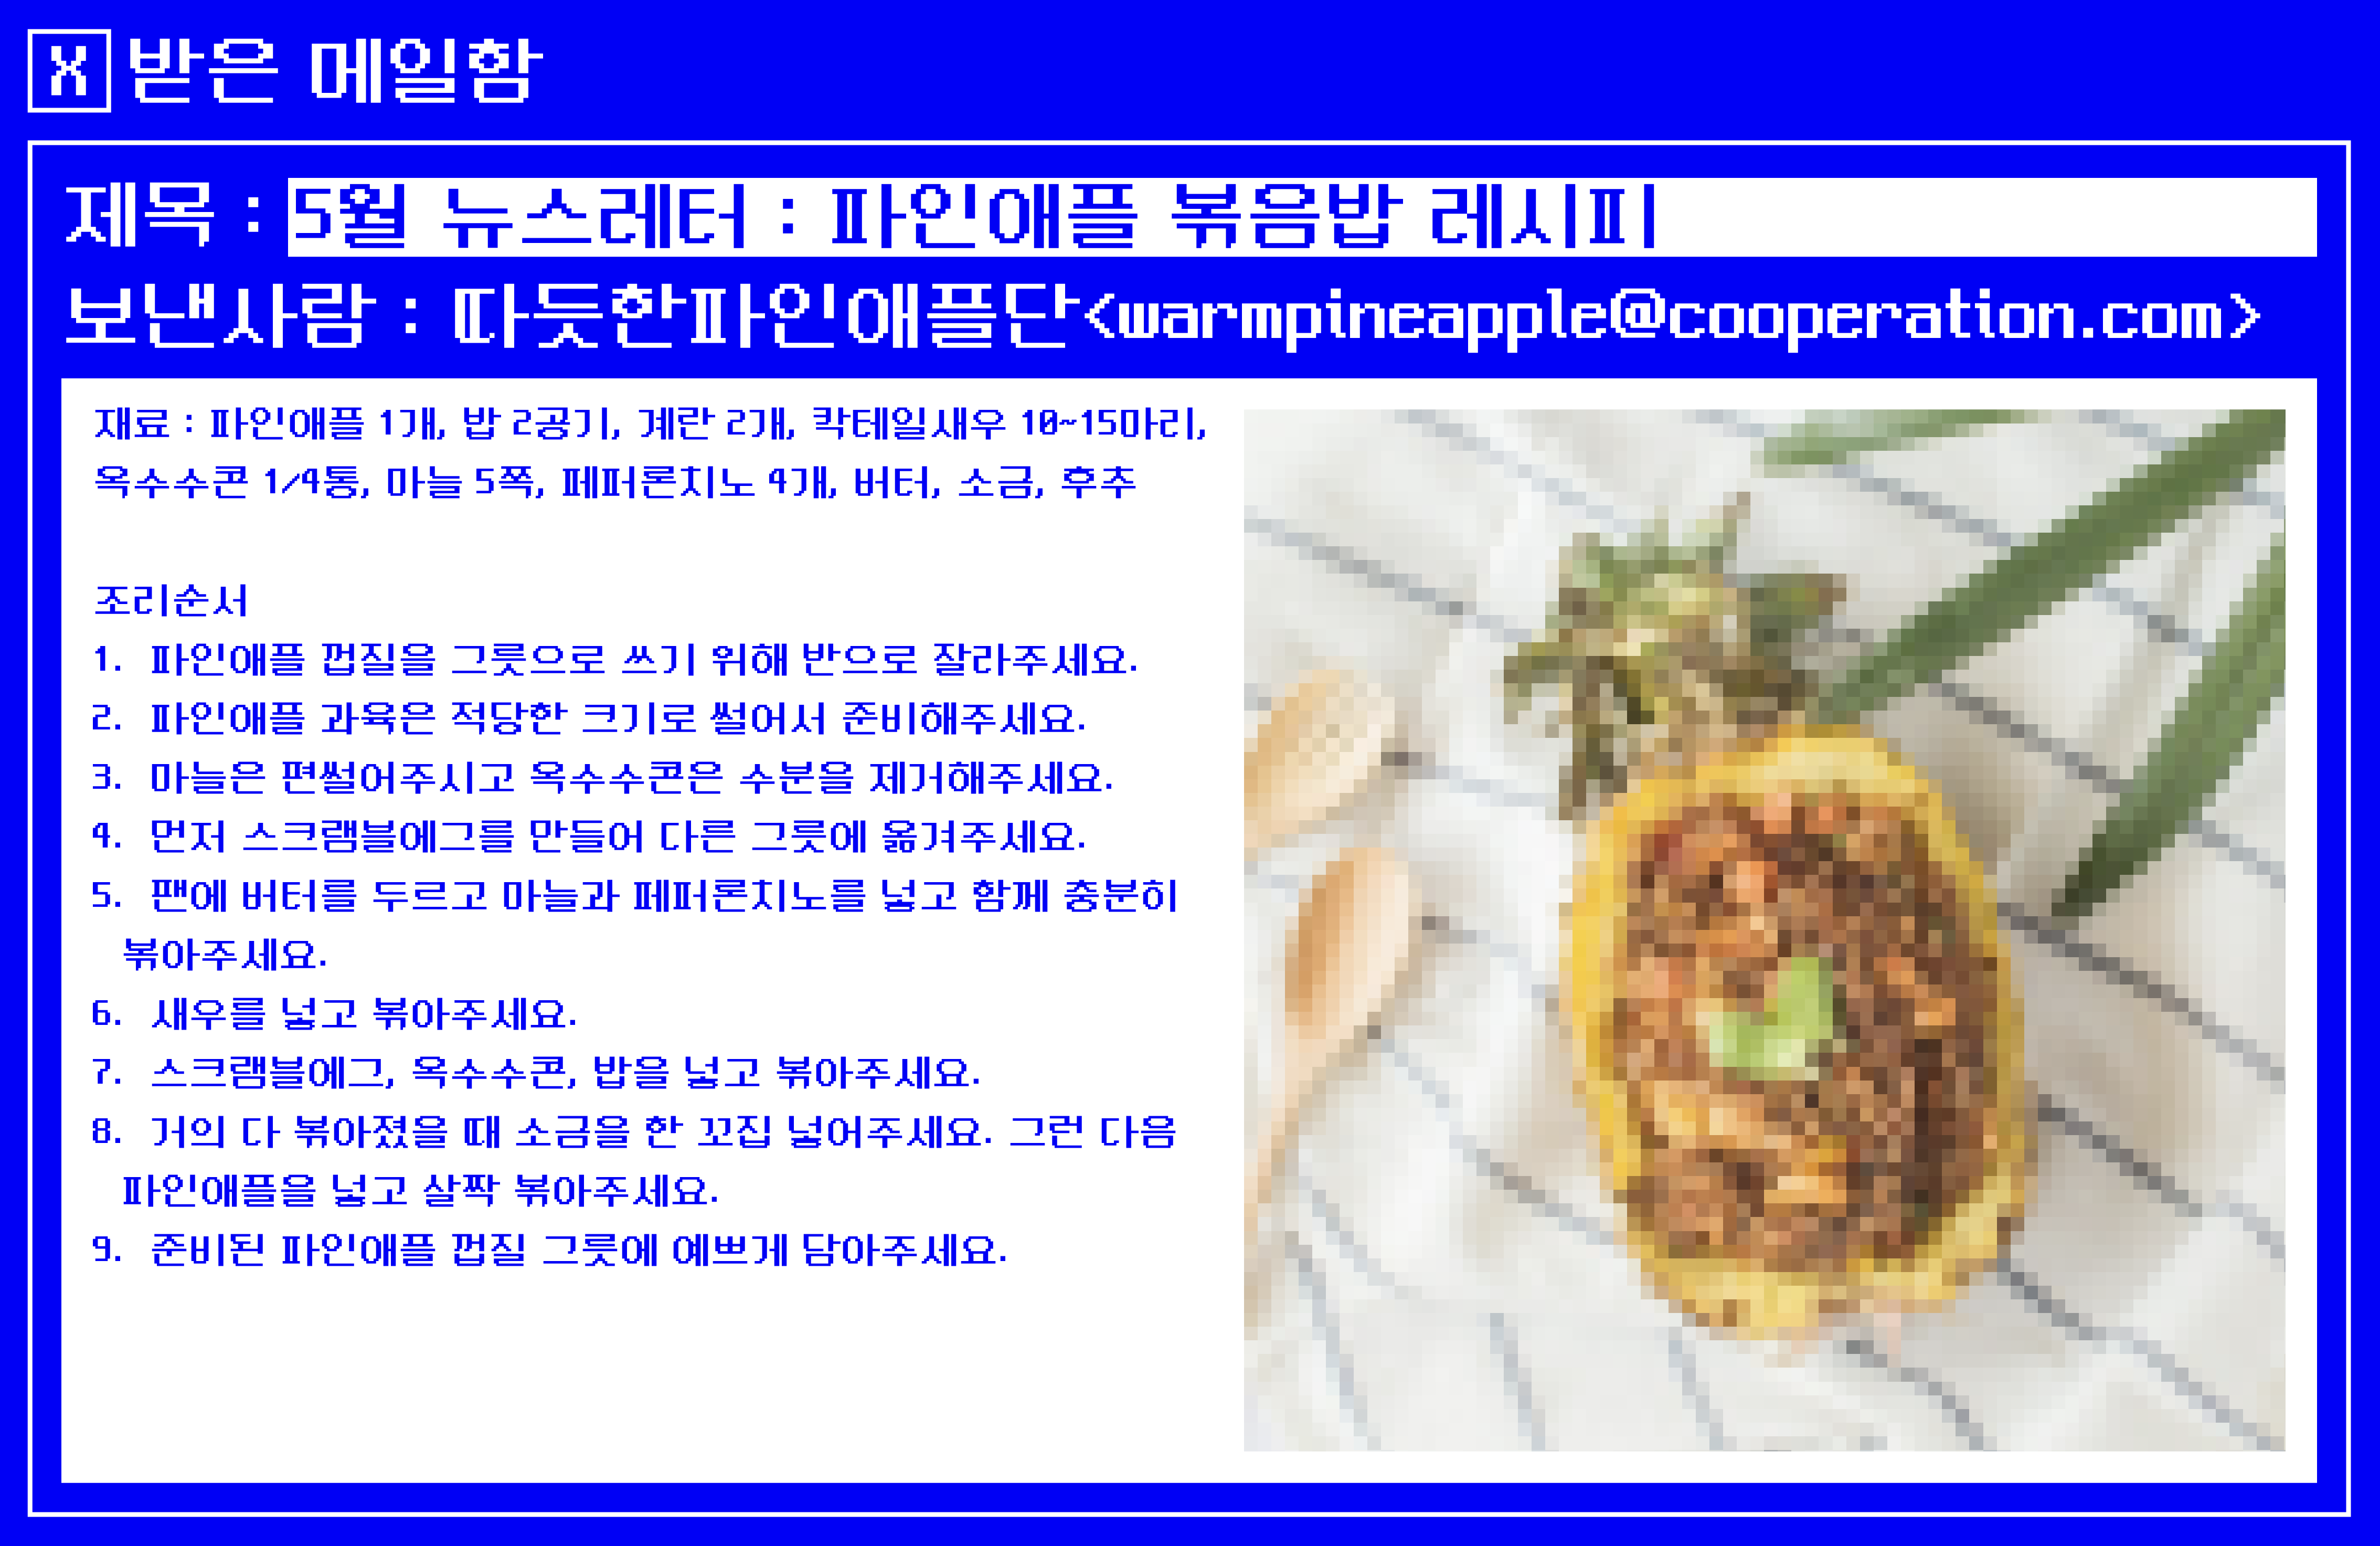 X 받은 메일함
제목 : 5월 뉴스레터 : 파인애플 볶음밥 레시피
보낸사람 : 따듯한파인애플단<warmpineapple@cooperation.com>
재료 : 파인애플 1개, 밥 2공기, 계란 2개, 칵테일새우 10~15마리,
옥수수콘 1/4통, 마늘 5쪽, 페퍼론치노 4개, 버터, 소금, 후추
조리순서
1. 파인애플 껍질을 그릇으로 쓰기 위해 반으로 잘라주세요.
2. 파인애플 과육은 적당한 크기로 썰어서 준비해주세요.
3. 마늘은 편썰어주시고 옥수수콘은 수분을 제거해주세요.
4. 먼저 스크램블에그를 만들어 다른 그릇에 옮겨주세요.
5. 팬에 버터를 두르고 마늘과 페퍼론치노를 넣고 함께 충분히
볶아주세요.
6. 새우를 넣고 볶아주세요.
7. 스크램블에그, 옥수수콘, 밥을 넣고 볶아주세요.
8. 거의 다 볶아졌을 때 소금을 한 꼬집 넣어주세요. 그런 다음
파인애플을 넣고 살짝 볶아주세요.
9. 준비된 파인애플 껍질 그릇에 예쁘게 담아주세요.